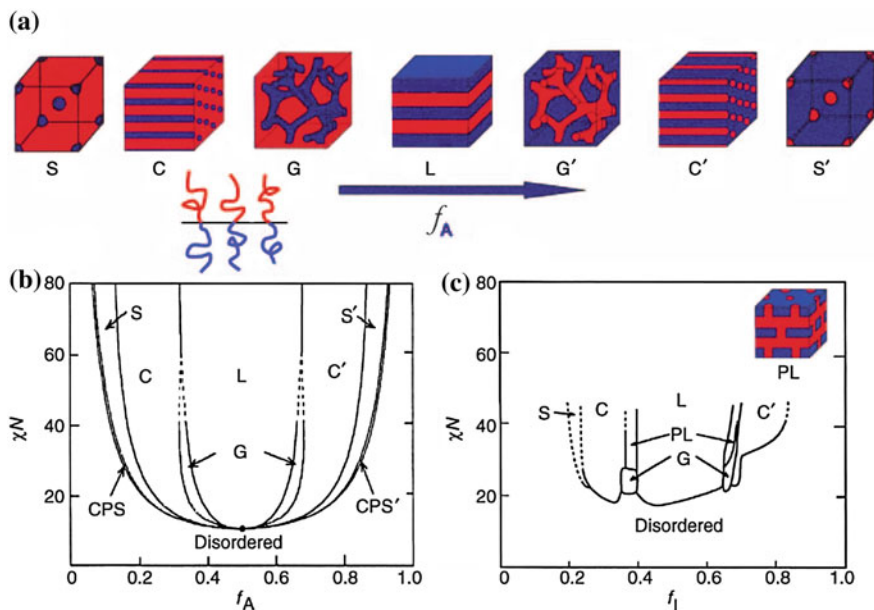 (a)
S C G L G′ C′ S′
f_A
(b) (c)
80
60
40
20
χN
S S′
C L C′
G
CPS CPS′
Disordered
0 0.2 0.4 0.6 0.8 1.0
f_A
80
60
40
20
χN
PL
S C L C′
PL
G
Disordered
0 0.2 0.4 0.6 0.8 1.0
f_I